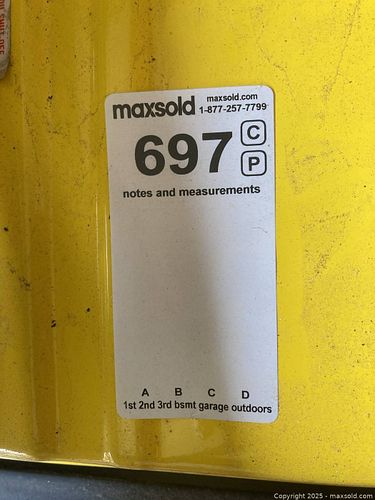 maxsold
maxsold.com
1-877-257-7799
697
C
P
notes and measurements
A B C D
1st 2nd 3rd bsmt garage outdoors
Copyright 2025 - maxsold.com